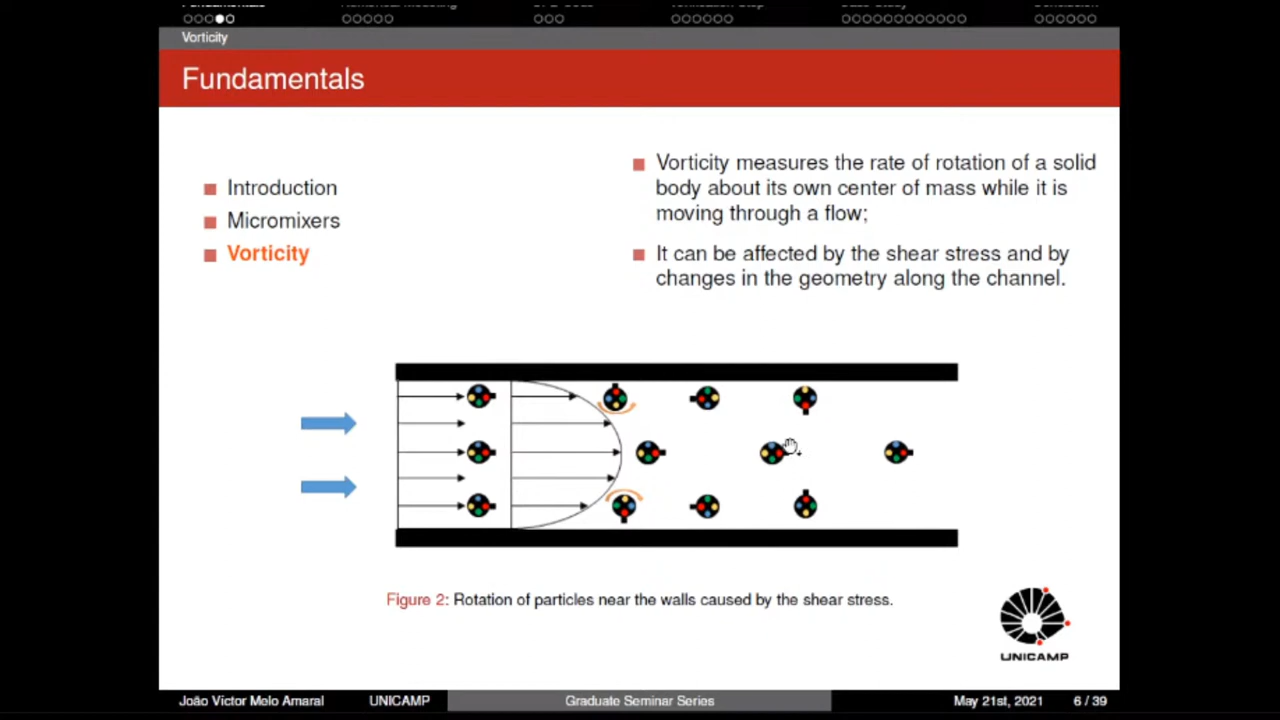 Fundamentals
Vorticity
Fundamentals
Introduction
Micromixers
Vorticity
Vorticity measures the rate of rotation of a solid
body about its own center of mass while it is
moving through a flow;
It can be affected by the shear stress and by
changes in the geometry along the channel.
Figure 2: Rotation of particles near the walls caused by the shear stress.
UNICAMP
João Víctor Melo Amaral UNICAMP Graduate Seminar Series May 21st, 2021 6 / 39